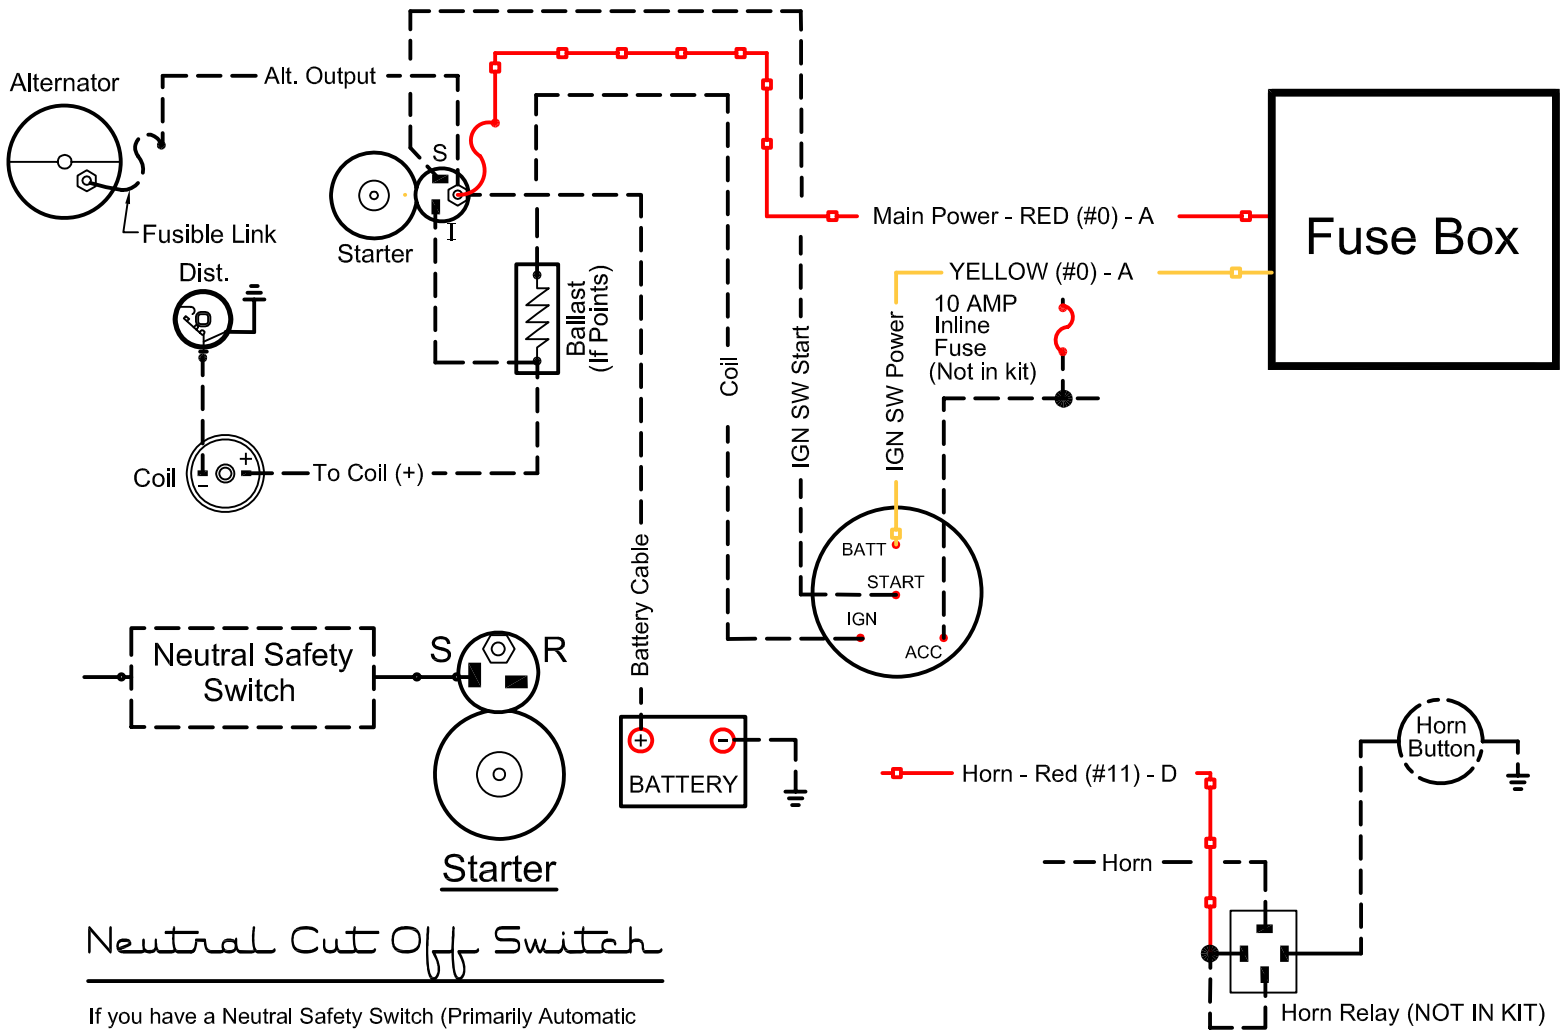 Alternator
Alt. Output
S
Starter
I
Fusible Link
Dist.
Ballast
(If Points)
Main Power - RED (#0) - A
Fuse Box
YELLOW (#0) - A
10 AMP
Inline
Fuse
(Not in kit)
Coil
IGN SW Start
IGN SW Power
Coil
+
-
To Coil (+)
Battery Cable
BATT
START
IGN
ACC
Neutral Safety
Switch
S
R
Starter
+
-
BATTERY
Horn
Button
Horn - Red (#11) - D
Horn
Horn Relay (NOT IN KIT)
Neutral Cut Off Switch
If you have a Neutral Safety Switch (Primarily Automatic